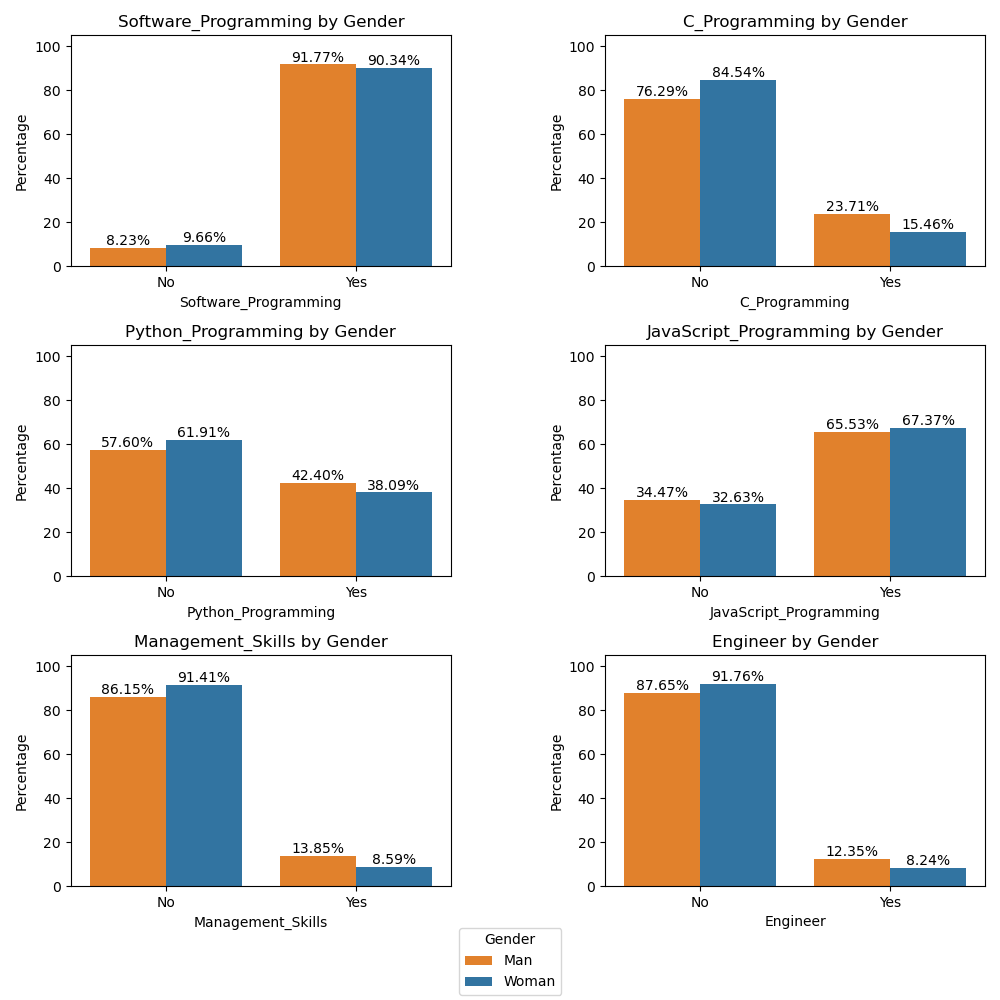 Software_Programming by Gender
Percentage
100
80
60
40
20
0
8.23%
9.66%
91.77%
90.34%
No
Yes
Software_Programming
C_Programming by Gender
Percentage
100
80
60
40
20
0
76.29%
84.54%
23.71%
15.46%
No
Yes
C_Programming
Python_Programming by Gender
Percentage
100
80
60
40
20
0
57.60%
61.91%
42.40%
38.09%
No
Yes
Python_Programming
JavaScript_Programming by Gender
Percentage
100
80
60
40
20
0
34.47%
32.63%
65.53%
67.37%
No
Yes
JavaScript_Programming
Management_Skills by Gender
Percentage
100
80
60
40
20
0
86.15%
91.41%
13.85%
8.59%
No
Yes
Management_Skills
Engineer by Gender
Percentage
100
80
60
40
20
0
87.65%
91.76%
12.35%
8.24%
No
Yes
Engineer
Gender
Man
Woman